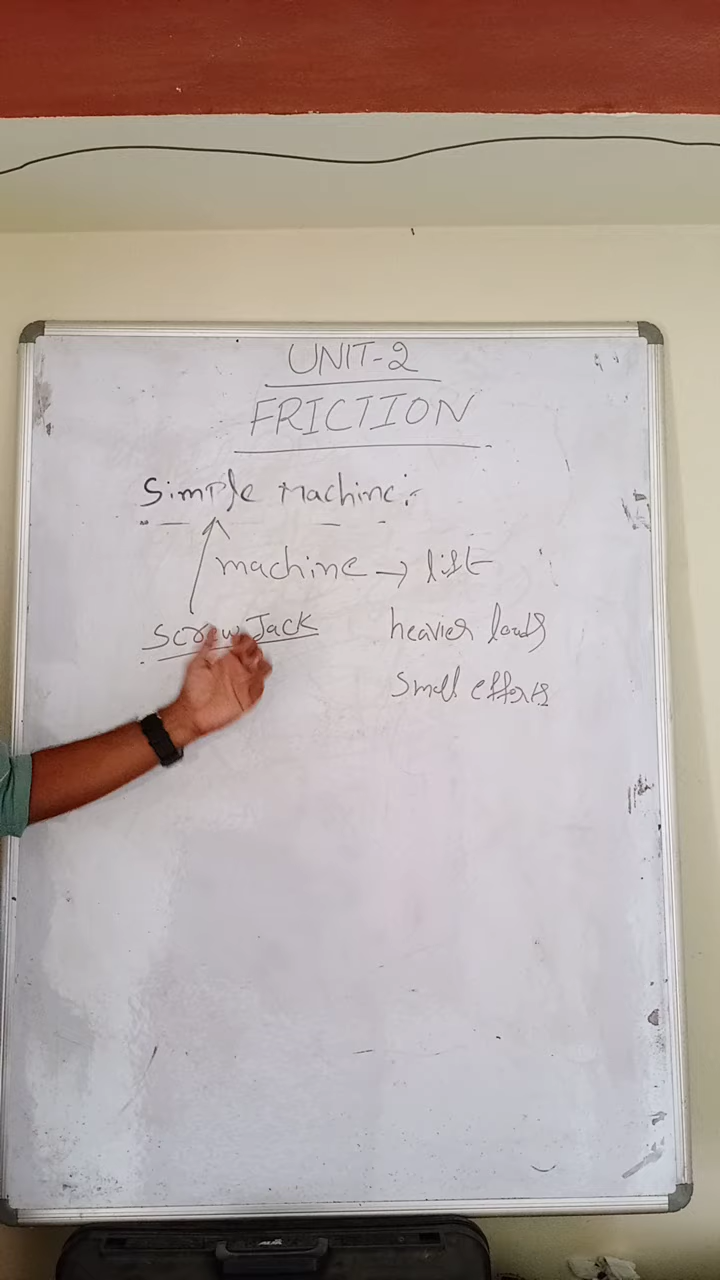 UNIT-2
FRICTION
Simple Machine:-
machine → lift
Screw Jack heavier loads
Small efforts